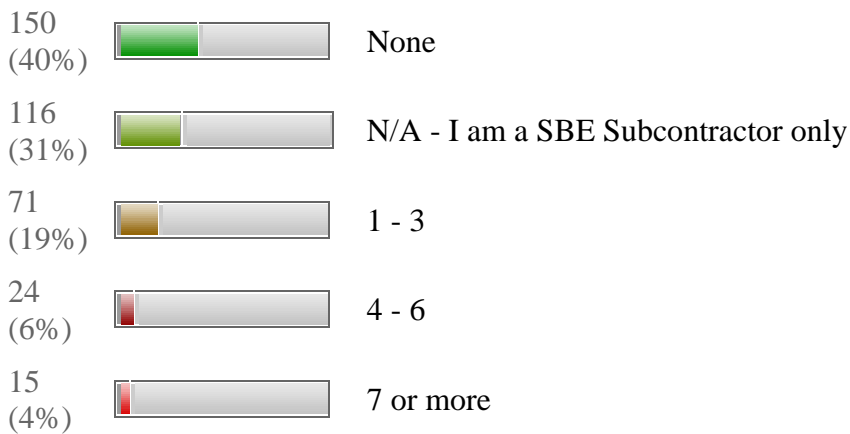 150
(40%)
None
116
(31%)
N/A - I am a SBE Subcontractor only
71
(19%)
1 - 3
24
(6%)
4 - 6
15
(4%)
7 or more